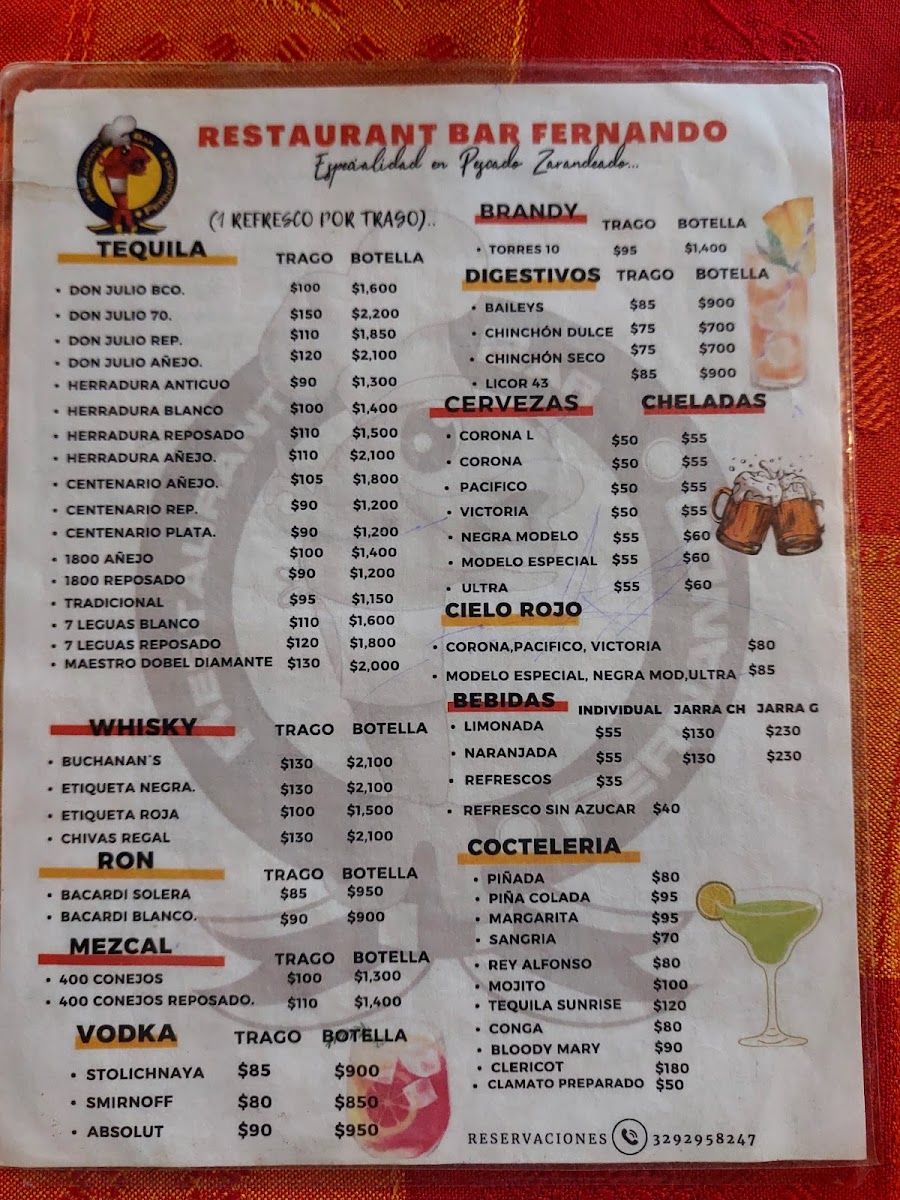 RESTAURANT BAR FERNANDO
Especialidad en Pescado Zarandeado...
(1 REFRESCO POR TRAGO)..
TEQUILA TRAGO BOTELLA
• DON JULIO BCO. $100 $1,600
• DON JULIO 70. $150 $2,200
• DON JULIO REP. $110 $1,850
• DON JULIO AÑEJO. $120 $2,100
• HERRADURA ANTIGUO $90 $1,300
• HERRADURA BLANCO $100 $1,400
• HERRADURA REPOSADO $110 $1,500
• HERRADURA AÑEJO. $110 $2,100
• CENTENARIO AÑEJO. $105 $1,800
• CENTENARIO REP. $90 $1,200
• CENTENARIO PLATA. $90 $1,200
• 1800 AÑEJO $100 $1,400
• 1800 REPOSADO $90 $1,200
• TRADICIONAL $95 $1,150
• 7 LEGUAS BLANCO $110 $1,600
• 7 LEGUAS REPOSADO $120 $1,800
• MAESTRO DOBEL DIAMANTE $130 $2,000
WHISKY TRAGO BOTELLA
• BUCHANAN´S $130 $2,100
• ETIQUETA NEGRA. $130 $2,100
• ETIQUETA ROJA $100 $1,500
• CHIVAS REGAL $130 $2,100
RON TRAGO BOTELLA
• BACARDI SOLERA $85 $950
• BACARDI BLANCO. $90 $900
MEZCAL TRAGO BOTELLA
• 400 CONEJOS $100 $1,300
• 400 CONEJOS REPOSADO. $110 $1,400
VODKA TRAGO BOTELLA
• STOLICHNAYA $85 $900
• SMIRNOFF $80 $850
• ABSOLUT $90 $950
BRANDY TRAGO BOTELLA
• TORRES 10 $95 $1,400
DIGESTIVOS TRAGO BOTELLA
• BAILEYS $85 $900
• CHINCHÓN DULCE $75 $700
• CHINCHÓN SECO $75 $700
• LICOR 43 $85 $900
CERVEZAS CHELADAS
• CORONA L $50 $55
• CORONA $50 $55
• PACIFICO $50 $55
• VICTORIA $50 $55
• NEGRA MODELO $55 $60
• MODELO ESPECIAL $55 $60
• ULTRA $55 $60
CIELO ROJO
• CORONA,PACIFICO, VICTORIA $80
• MODELO ESPECIAL, NEGRA MOD,ULTRA $85
BEBIDAS INDIVIDUAL JARRA CH JARRA G
• LIMONADA $55 $130 $230
• NARANJADA $55 $130 $230
• REFRESCOS $35
• REFRESCO SIN AZUCAR $40
COCTELERIA
• PIÑADA $80
• PIÑA COLADA $95
• MARGARITA $95
• SANGRIA $70
• REY ALFONSO $80
• MOJITO $100
• TEQUILA SUNRISE $120
• CONGA $80
• BLOODY MARY $90
• CLERICOT $180
• CLAMATO PREPARADO $50
RESERVACIONES 3292958247